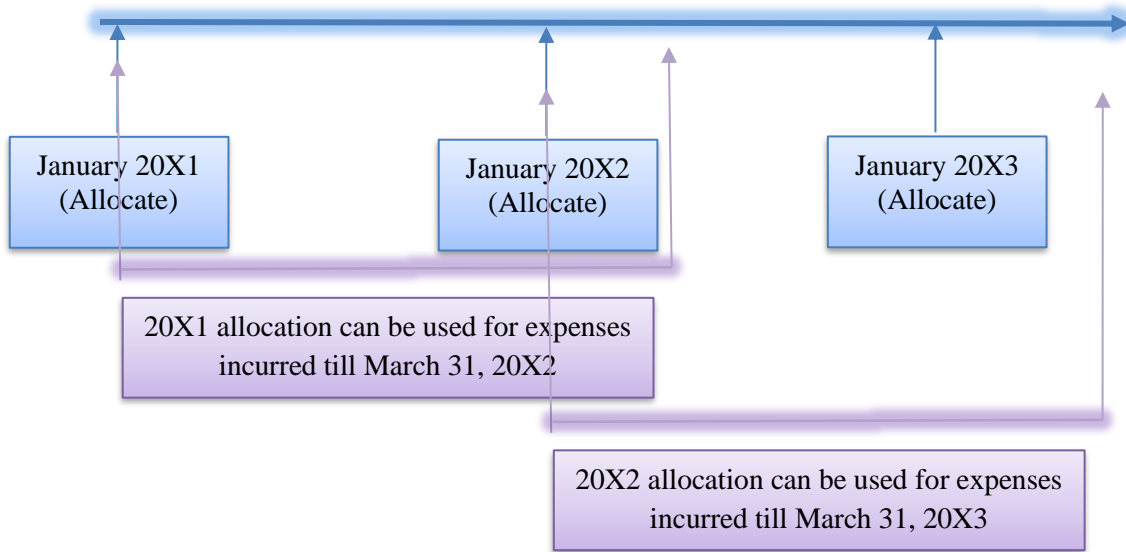 January 20X1
(Allocate)
January 20X2
(Allocate)
January 20X3
(Allocate)
20X1 allocation can be used for expenses
incurred till March 31, 20X2
20X2 allocation can be used for expenses
incurred till March 31, 20X3